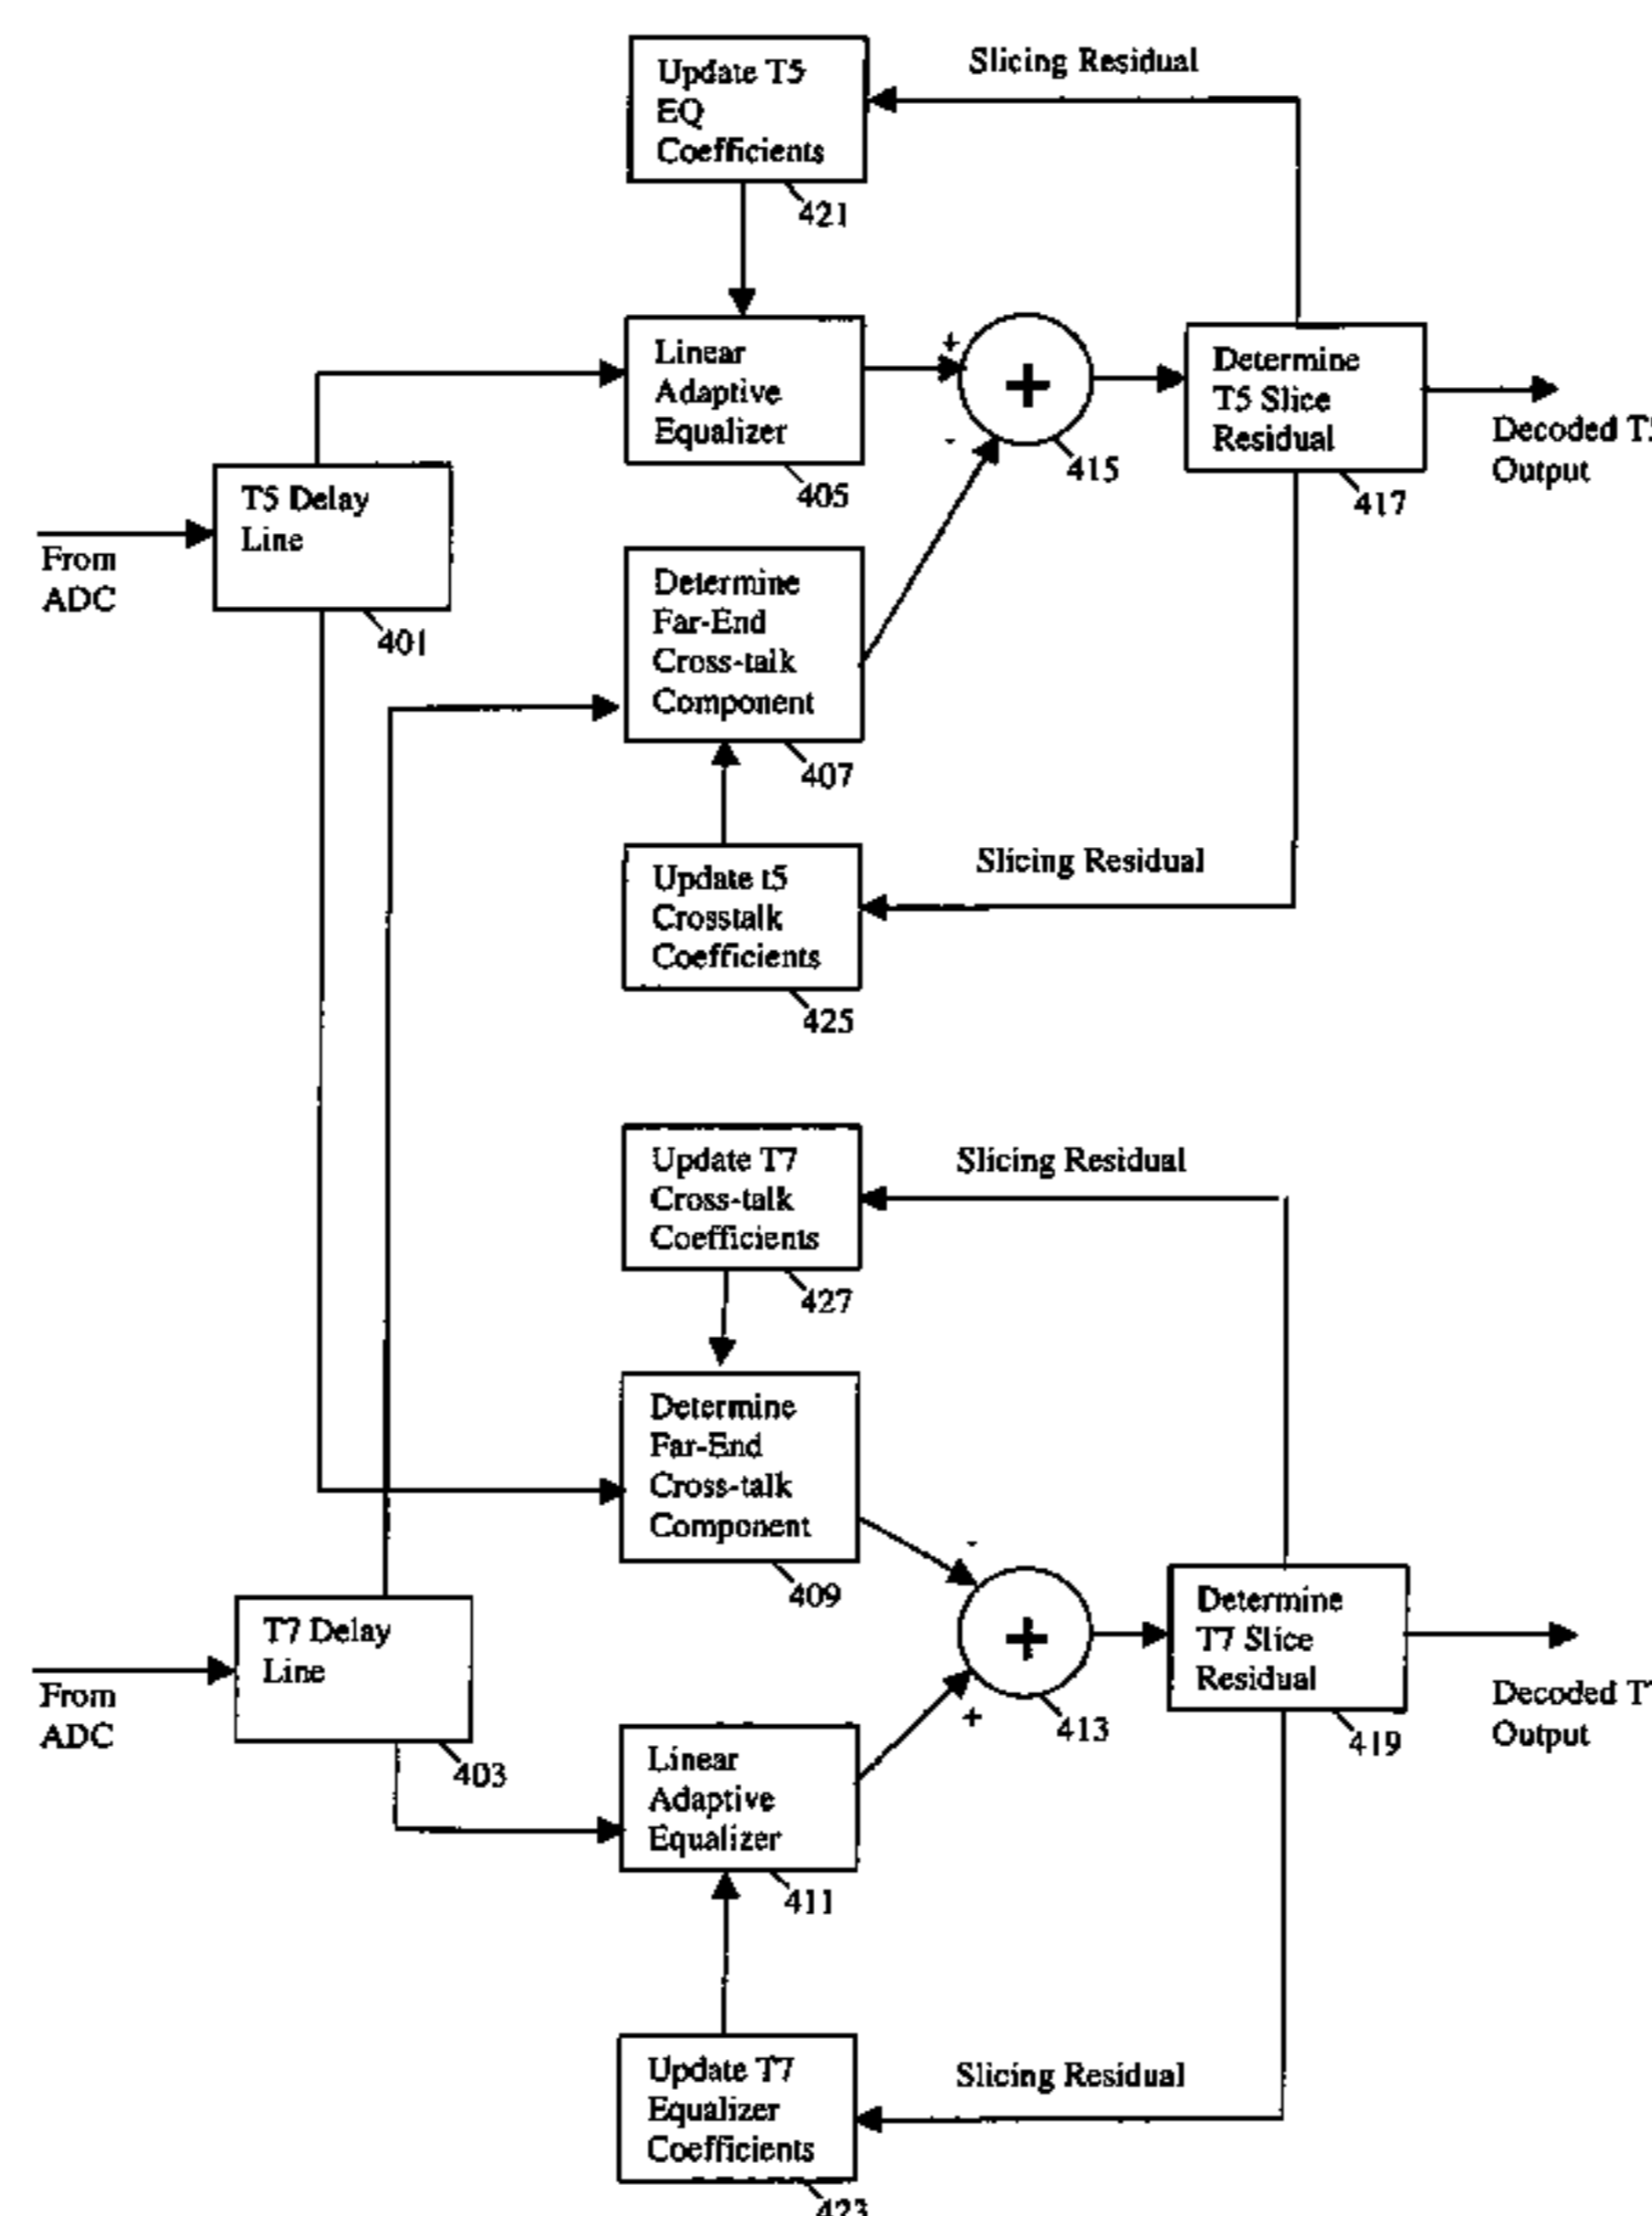 Update T5
EQ
Coefficients
421
Slicing Residual
Linear
Adaptive
Equalizer
405
+
-
+
415
Determine
T5 Slice
Residual
417
Decoded T5
Output
T5 Delay
Line
401
From
ADC
Determine
Far-End
Cross-talk
Component
407
Update t5
Crosstalk
Coefficients
425
Slicing Residual
Update T7
Cross-talk
Coefficients
427
Slicing Residual
Determine
Far-End
Cross-talk
Component
409
-
+
+
413
Determine
T7 Slice
Residual
419
Decoded
Output
T7 Delay
Line
403
From
ADC
Linear
Adaptive
Equalizer
411
Update T7
Equalizer
Coefficients
423
Slicing Residual